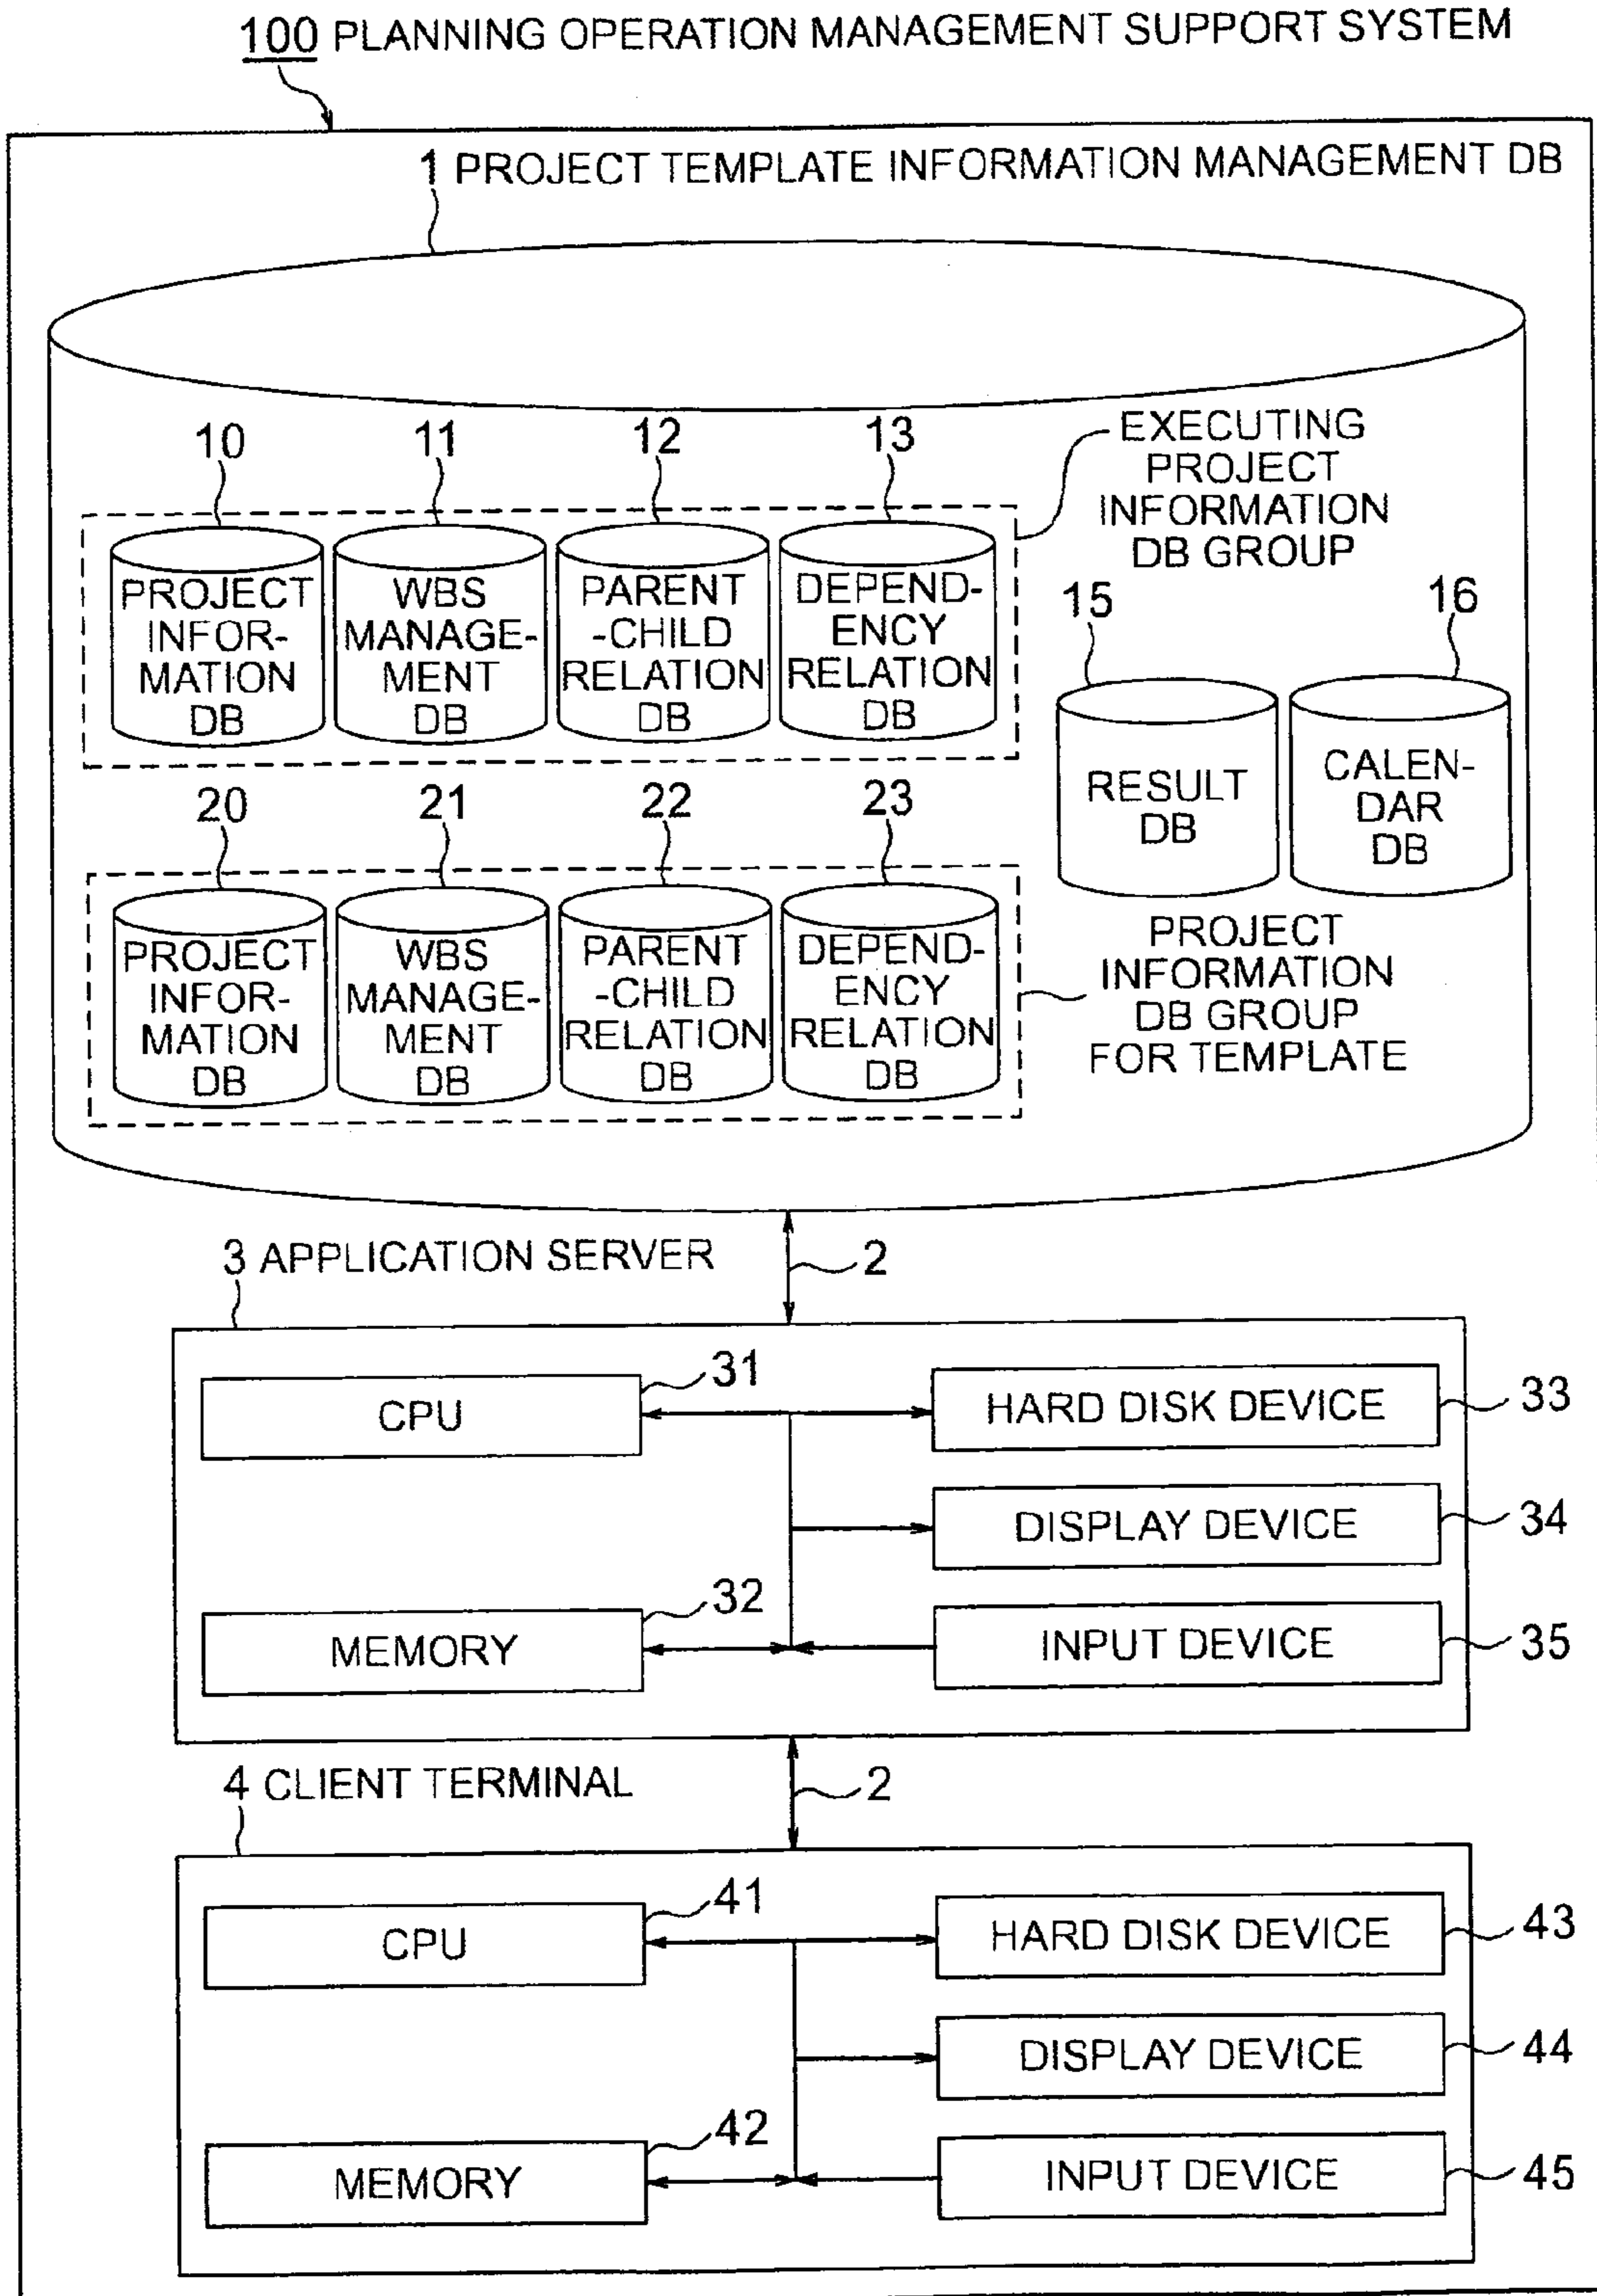 100 PLANNING OPERATION MANAGEMENT SUPPORT SYSTEM
1 PROJECT TEMPLATE INFORMATION MANAGEMENT DB
10
11
12
13
EXECUTING
PROJECT
INFORMATION
DB GROUP
PROJECT
INFOR-
MATION
DB
WBS
MANAGE-
MENT
DB
PARENT
-CHILD
RELATION
DB
DEPEND-
ENCY
RELATION
DB
15
16
RESULT
DB
CALEN-
DAR
DB
20
21
22
23
PROJECT
INFOR-
MATION
DB
WBS
MANAGE-
MENT
DB
PARENT
-CHILD
RELATION
DB
DEPEND-
ENCY
RELATION
DB
PROJECT
INFORMATION
DB GROUP
FOR TEMPLATE
3 APPLICATION SERVER
2
CPU
31
HARD DISK DEVICE
33
DISPLAY DEVICE
34
MEMORY
32
INPUT DEVICE
35
4 CLIENT TERMINAL
2
CPU
41
HARD DISK DEVICE
43
DISPLAY DEVICE
44
MEMORY
42
INPUT DEVICE
45